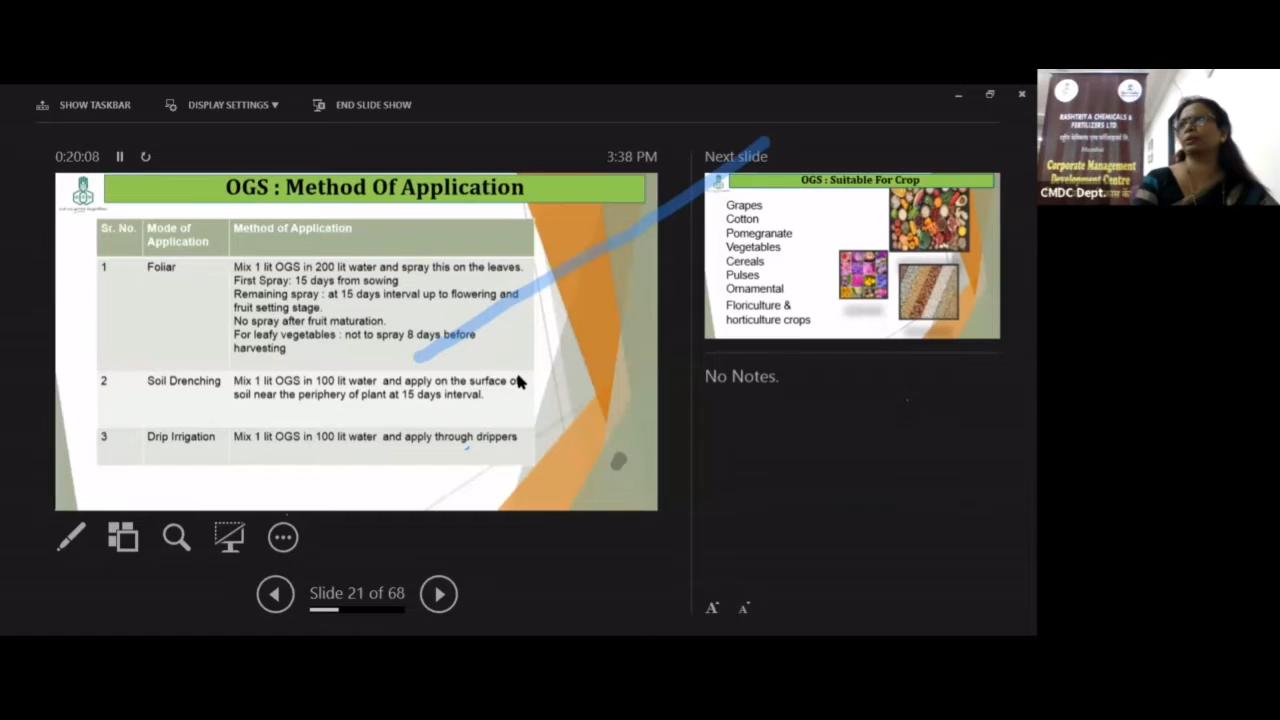 SHOW TASKBAR
DISPLAY SETTINGS ▼
END SLIDE SHOW
0:20:08
3:38 PM
OGS : Method Of Application
Sr. No.
Mode of
Application
Method of Application
1
Foliar
Mix 1 lit OGS in 200 lit water and spray this on the leaves.
First Spray: 15 days from sowing
Remaining spray : at 15 days interval up to flowering and
fruit setting stage.
No spray after fruit maturation.
For leafy vegetables : not to spray 8 days before
harvesting
2
Soil Drenching
Mix 1 lit OGS in 100 lit water and apply on the surface of
soil near the periphery of plant at 15 days interval.
3
Drip Irrigation
Mix 1 lit OGS in 100 lit water and apply through drippers
Slide 21 of 68
Next slide
OGS : Suitable For Crop
Grapes
Cotton
Pomegranate
Vegetables
Cereals
Pulses
Ornamental
Floriculture &
horticulture crops
No Notes.
A A
RASHTRIYA CHEMICALS &
FERTILIZERS LTD
Mumbai
Corporate Management
Development Centre
CMDC Dept.